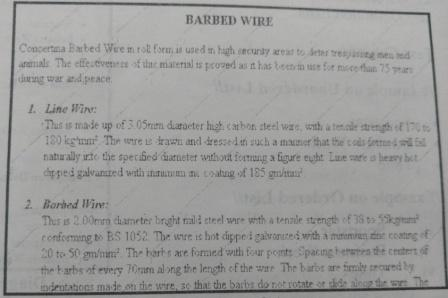 BARBED WIRE
Concertina Barbed Wire in roll form is used in high security areas to deter trespassing men and
animals. The effectiveness of this material is proved as it has been in use for more than 75 years
during war and peace.
1. Line Wire:
This is made up of 3.05mm diameter high carbon steel wire, with a tensile strength of 170 to
180 kg/mm². The wire is drawn and dressed in such a manner that the coils formed will fall
naturally into the specified diameter without forming a figure eight. Line wire is heavy hot
dipped galvanized with minimum coating of 185 gm/mm².
2. Barbed Wire:
This is 2.00mm diameter bright mild steel wire with a tensile strength of 38 to 55kg/mm²
conforming to BS 1052. The wire is hot dipped galvanized with a minimum zinc coating of
20 to 50 gm/mm². The barbs are formed with four points. Spacing between the centers of
the barbs of every 70mm along the length of the wire. The barbs are firmly secured by
indentations made on the wire, so that the barbs do not rotate or slide along the wire. The